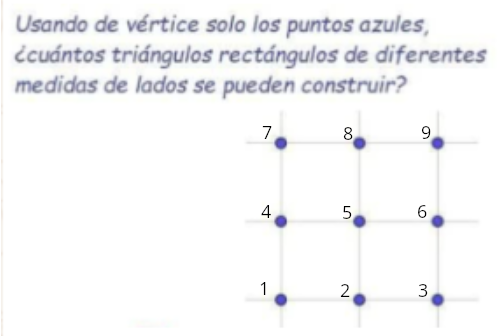 Usando de vértice solo los puntos azules,
¿cuántos triángulos rectángulos de diferentes
medidas de lados se pueden construir?
7 8 9
4 5 6
1 2 3